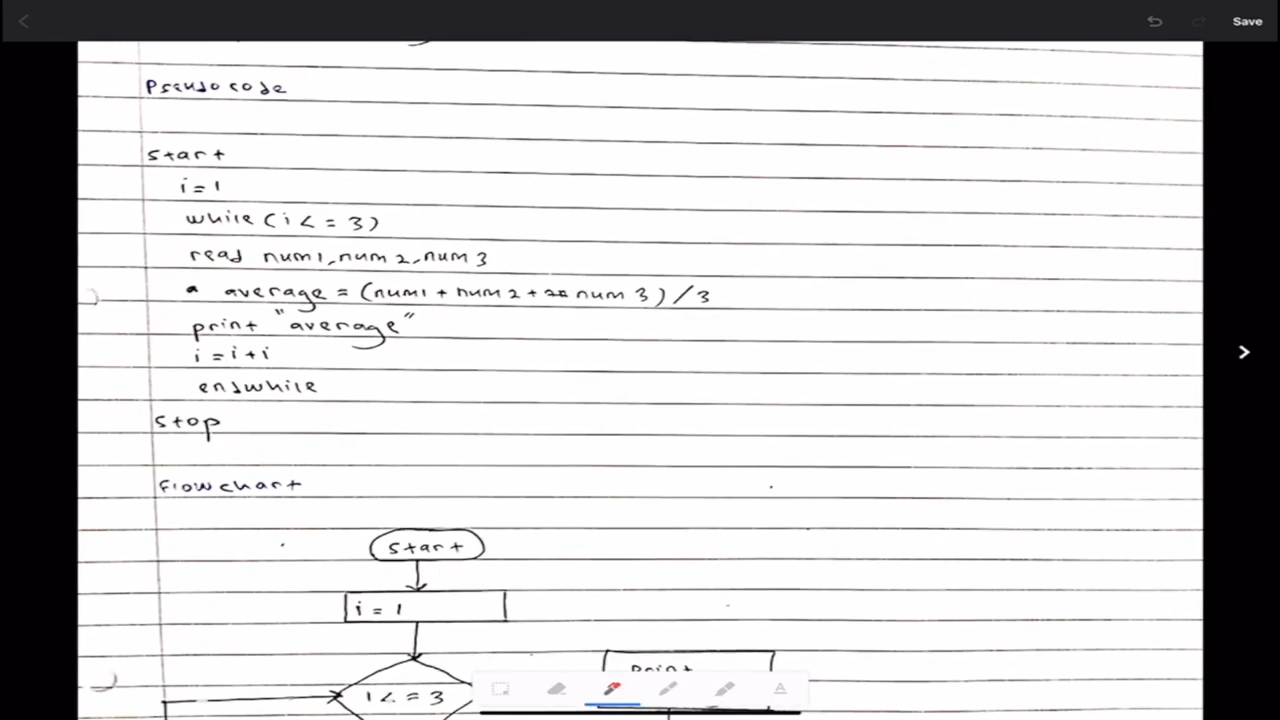 Save
Pseudocode
start
i = 1
while (i <= 3)
read num1, num2, num3
a average = (num1 + num2 + num3) / 3
print "average"
i = i + i
endwhile
stop
Flowchart
start
i = 1
print
i <= 3
A